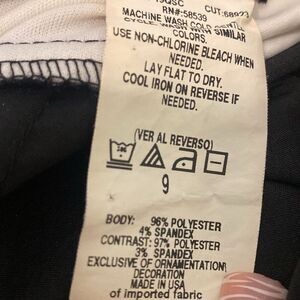 RN#-58539
MACHINE WASH COLD GENTLE
CYCLE WASH WITH SIMILAR
COLORS
USE NON-CHLORINE BLEACH WHEN
NEEDED.
LAY FLAT TO DRY.
COOL IRON ON REVERSE IF
NEEDED.
(VER AL REVERSO)
9
BODY: 96% POLYESTER
4% SPANDEX
CONTRAST: 97% POLYESTER
3% SPANDEX
EXCLUSIVE OF ORNAMENTATION
DECORATION
MADE IN USA
of imported fabric